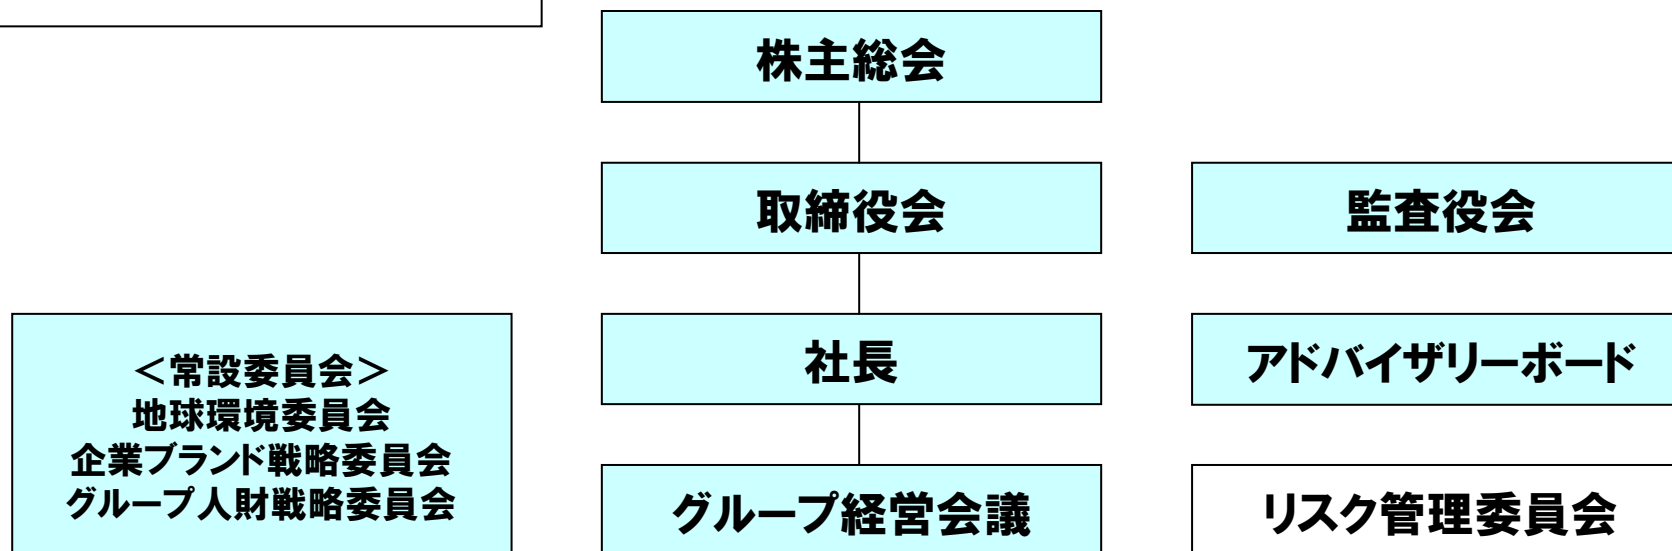 株主総会
取締役会
監査役会
社長
アドバイザリーボード
＜常設委員会＞
地球環境委員会
企業ブランド戦略委員会
グループ人財戦略委員会
グループ経営会議
リスク管理委員会